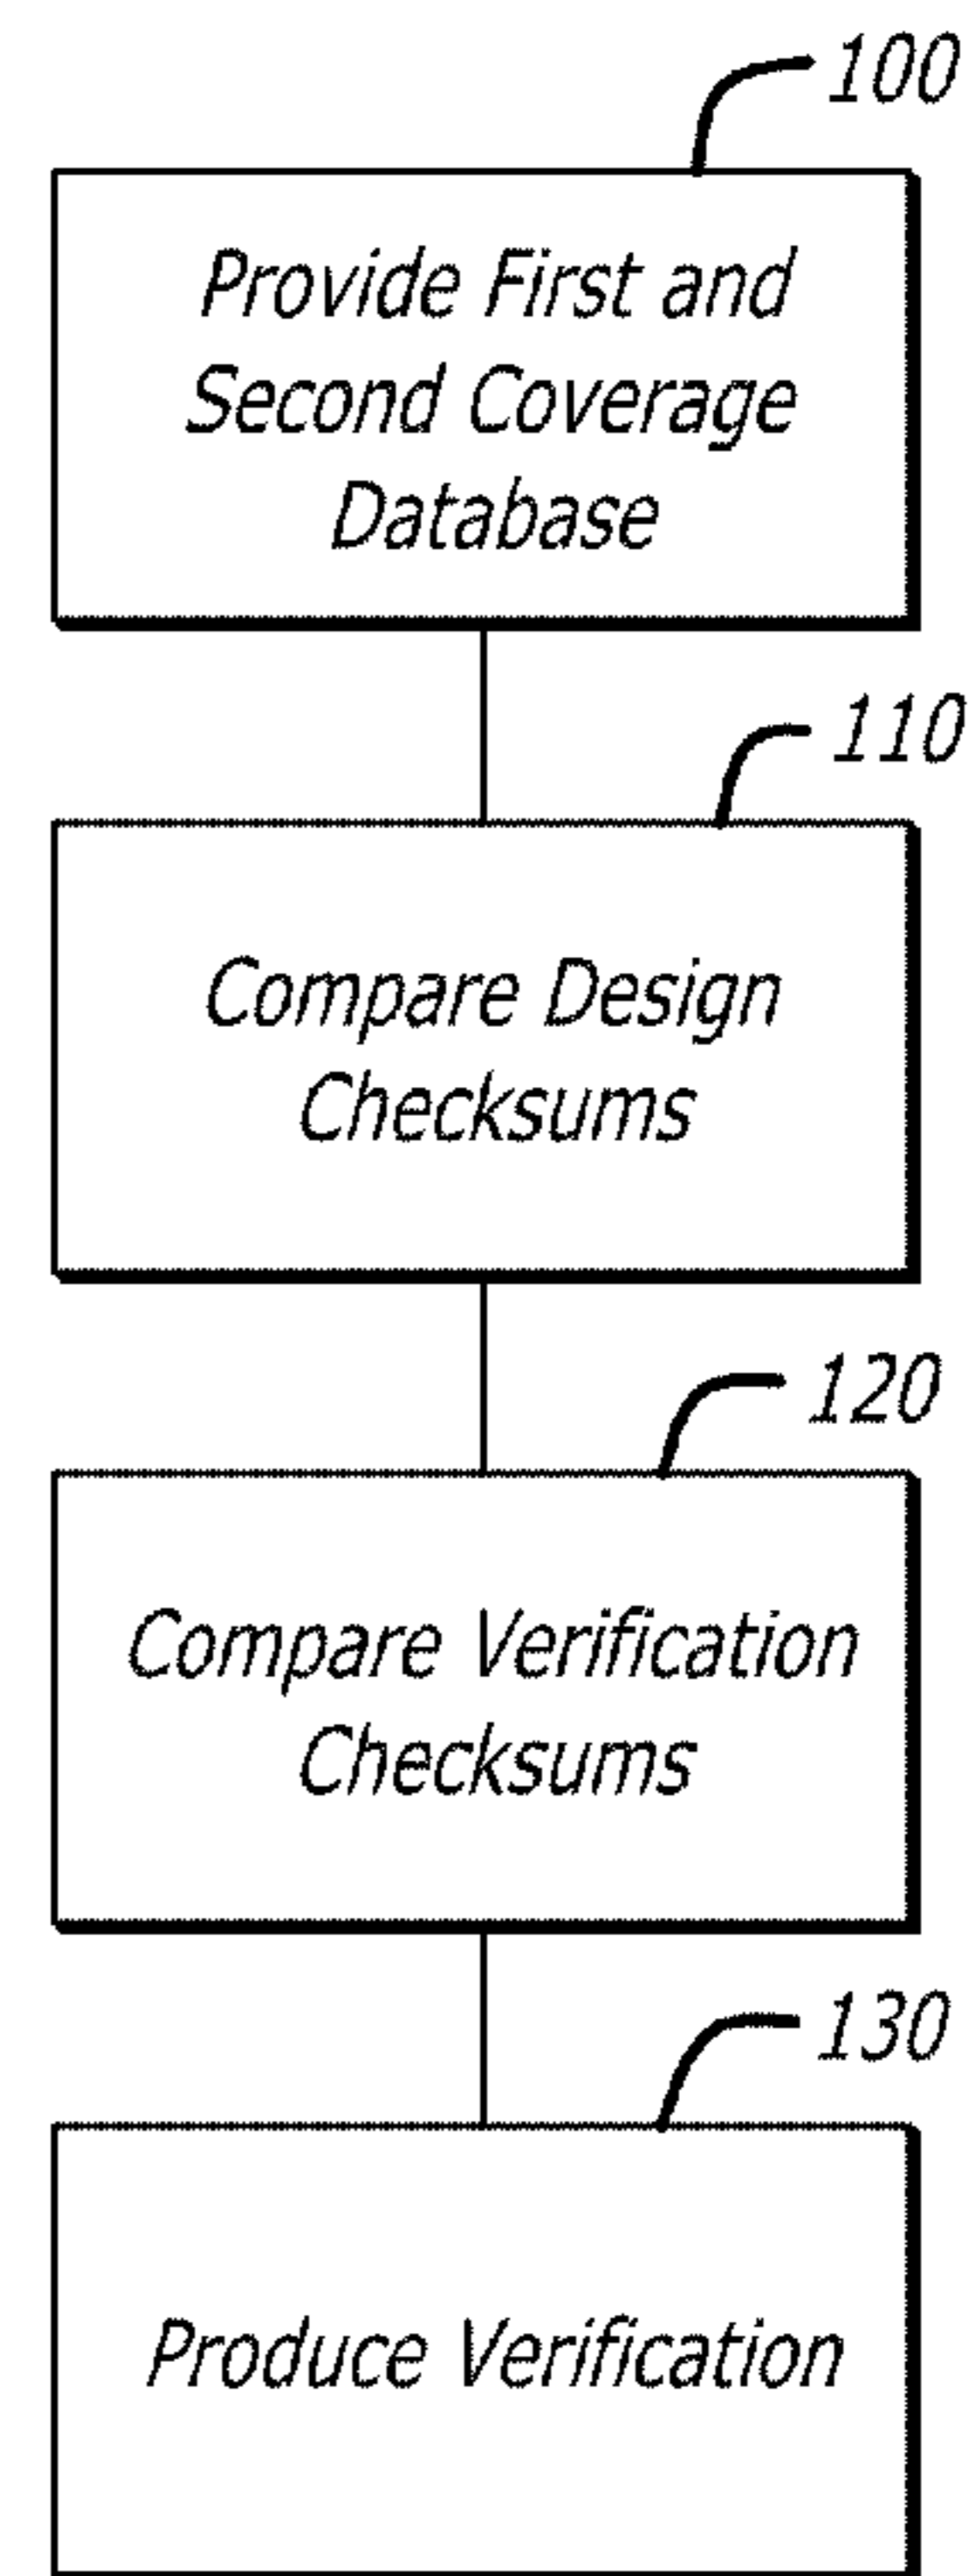 100
Provide First and
Second Coverage
Database
110
Compare Design
Checksums
120
Compare Verification
Checksums
130
Produce Verification